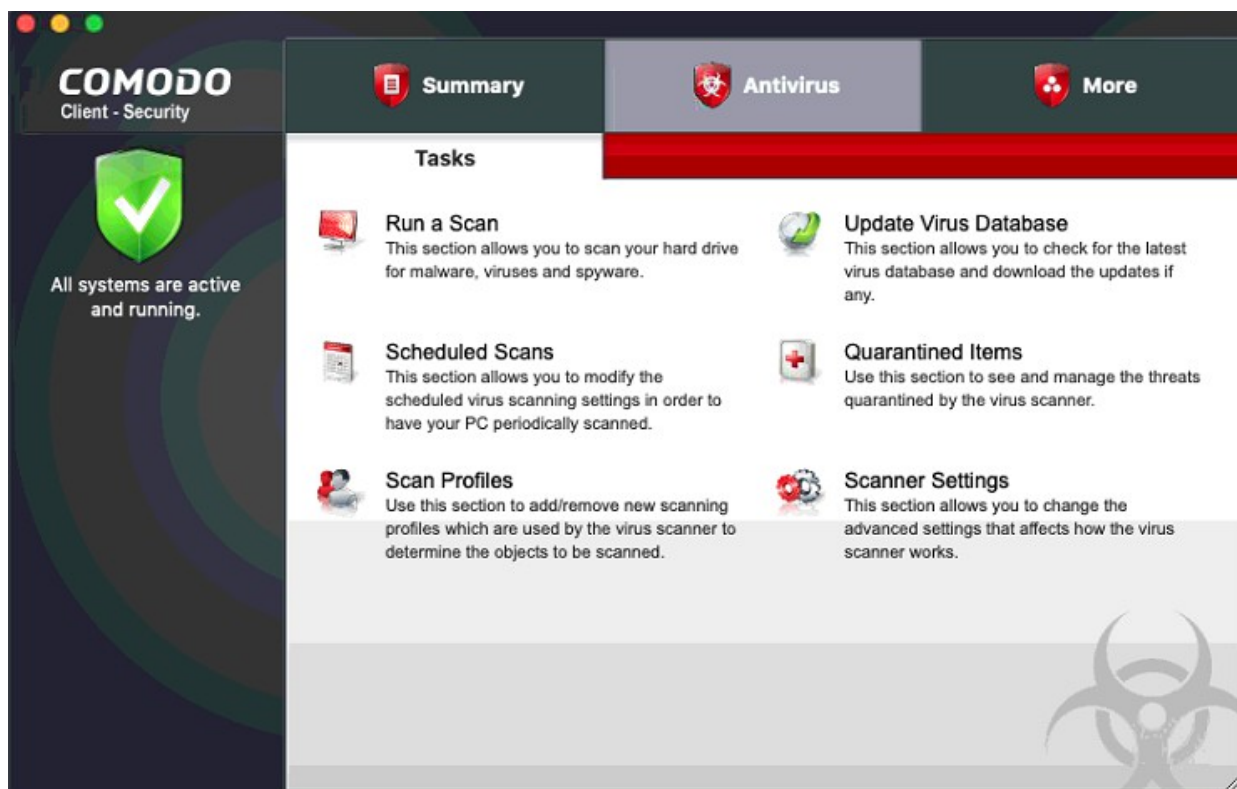 COMODO
Client - Security
Summary
Antivirus
More
All systems are active
and running.
Tasks
Run a Scan
This section allows you to scan your hard drive
for malware, viruses and spyware.
Update Virus Database
This section allows you to check for the latest
virus database and download the updates if
any.
Scheduled Scans
This section allows you to modify the
scheduled virus scanning settings in order to
have your PC periodically scanned.
Quarantined Items
Use this section to see and manage the threats
quarantined by the virus scanner.
Scan Profiles
Use this section to add/remove new scanning
profiles which are used by the virus scanner to
determine the objects to be scanned.
Scanner Settings
This section allows you to change the
advanced settings that affects how the virus
scanner works.